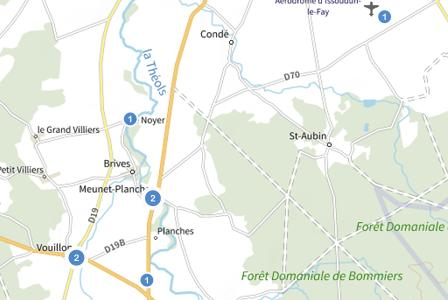 Aérodrome d'Issoudun-
le-Fay
1
Condé
la Théols
D70
1
Noyer
le Grand Villiers
St-Aubin
Brives
Petit Villiers
Meunet-Planch
2
D19
Forêt Domaniale
Planches
D19B
Vouillon
2
Forêt Domaniale de Bommiers
1